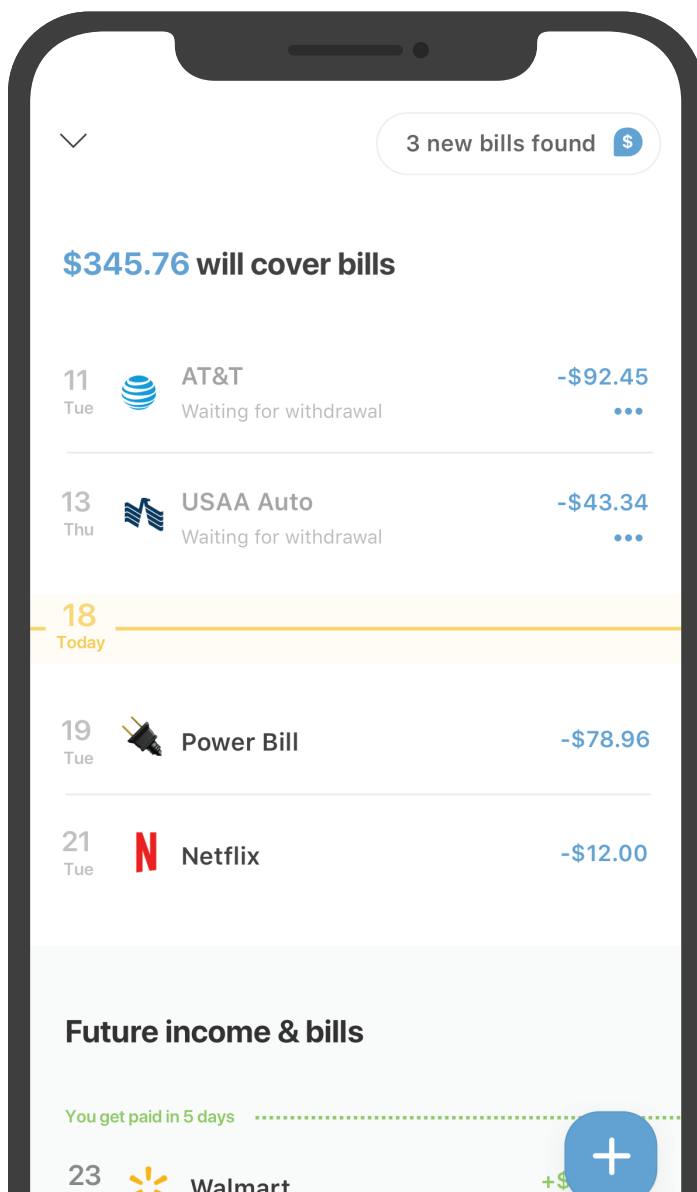 3 new bills found $
$345.76 will cover bills
11 AT&T -$92.45
Tue Waiting for withdrawal •••
13 USAA Auto -$43.34
Thu Waiting for withdrawal •••
18
Today
19 Power Bill -$78.96
Tue
21 N Netflix -$12.00
Tue
Future income & bills
You get paid in 5 days
23 Walmart +$